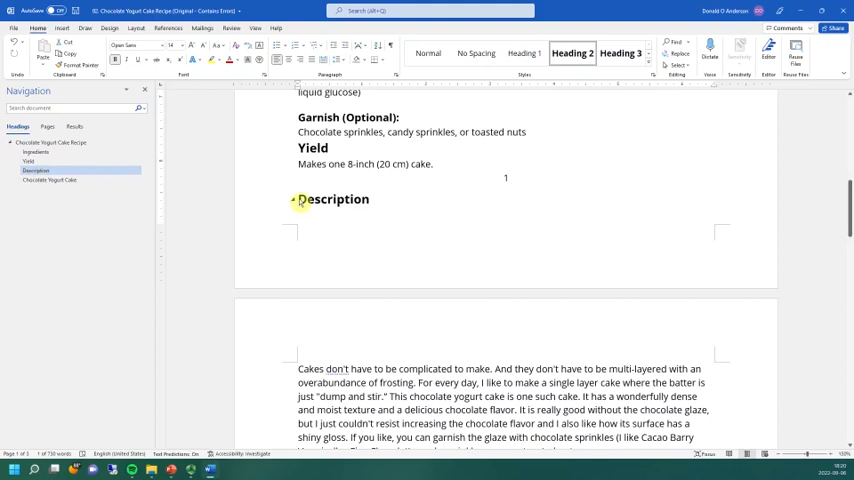 AutoSave Off 02. Chocolate Yogurt Cake Recipe (Original - Contains Errors) Search (Alt+Q) Donald O Anderson DO
File Home Insert Draw Design Layout References Mailings Review View Help Comments Share
Undo
Paste Cut Copy Format Painter
Clipboard
Open Sans 14
Font
Paragraph
Normal No Spacing Heading 1 Heading 2 Heading 3
Styles
Find Replace Select
Editing
Dictate
Voice
Sensitivity
Sensitivity
Editor
Editor
Reuse Files
Reuse Files
Navigation
Search document
Headings Pages Results
Chocolate Yogurt Cake Recipe
Ingredients
Yield
Description
Chocolate Yogurt Cake
liquid glucose)
Garnish (Optional):
Chocolate sprinkles, candy sprinkles, or toasted nuts
Yield
Makes one 8-inch (20 cm) cake.
1
Description
Cakes don't have to be complicated to make. And they don't have to be multi-layered with an
overabundance of frosting. For every day, I like to make a single layer cake where the batter is
just "dump and stir." This chocolate yogurt cake is one such cake. It has a wonderfully dense
and moist texture and a delicious chocolate flavor. It is really good without the chocolate glaze,
but I just couldn't resist increasing the chocolate flavor and I also like how its surface has a
shiny gloss. If you like, you can garnish the glaze with chocolate sprinkles (I like Cacao Barry
Page 1 of 3 1 of 730 words English (United States) Text Predictions: On Accessibility: Investigate Focus 150%
18:20
2022-09-06